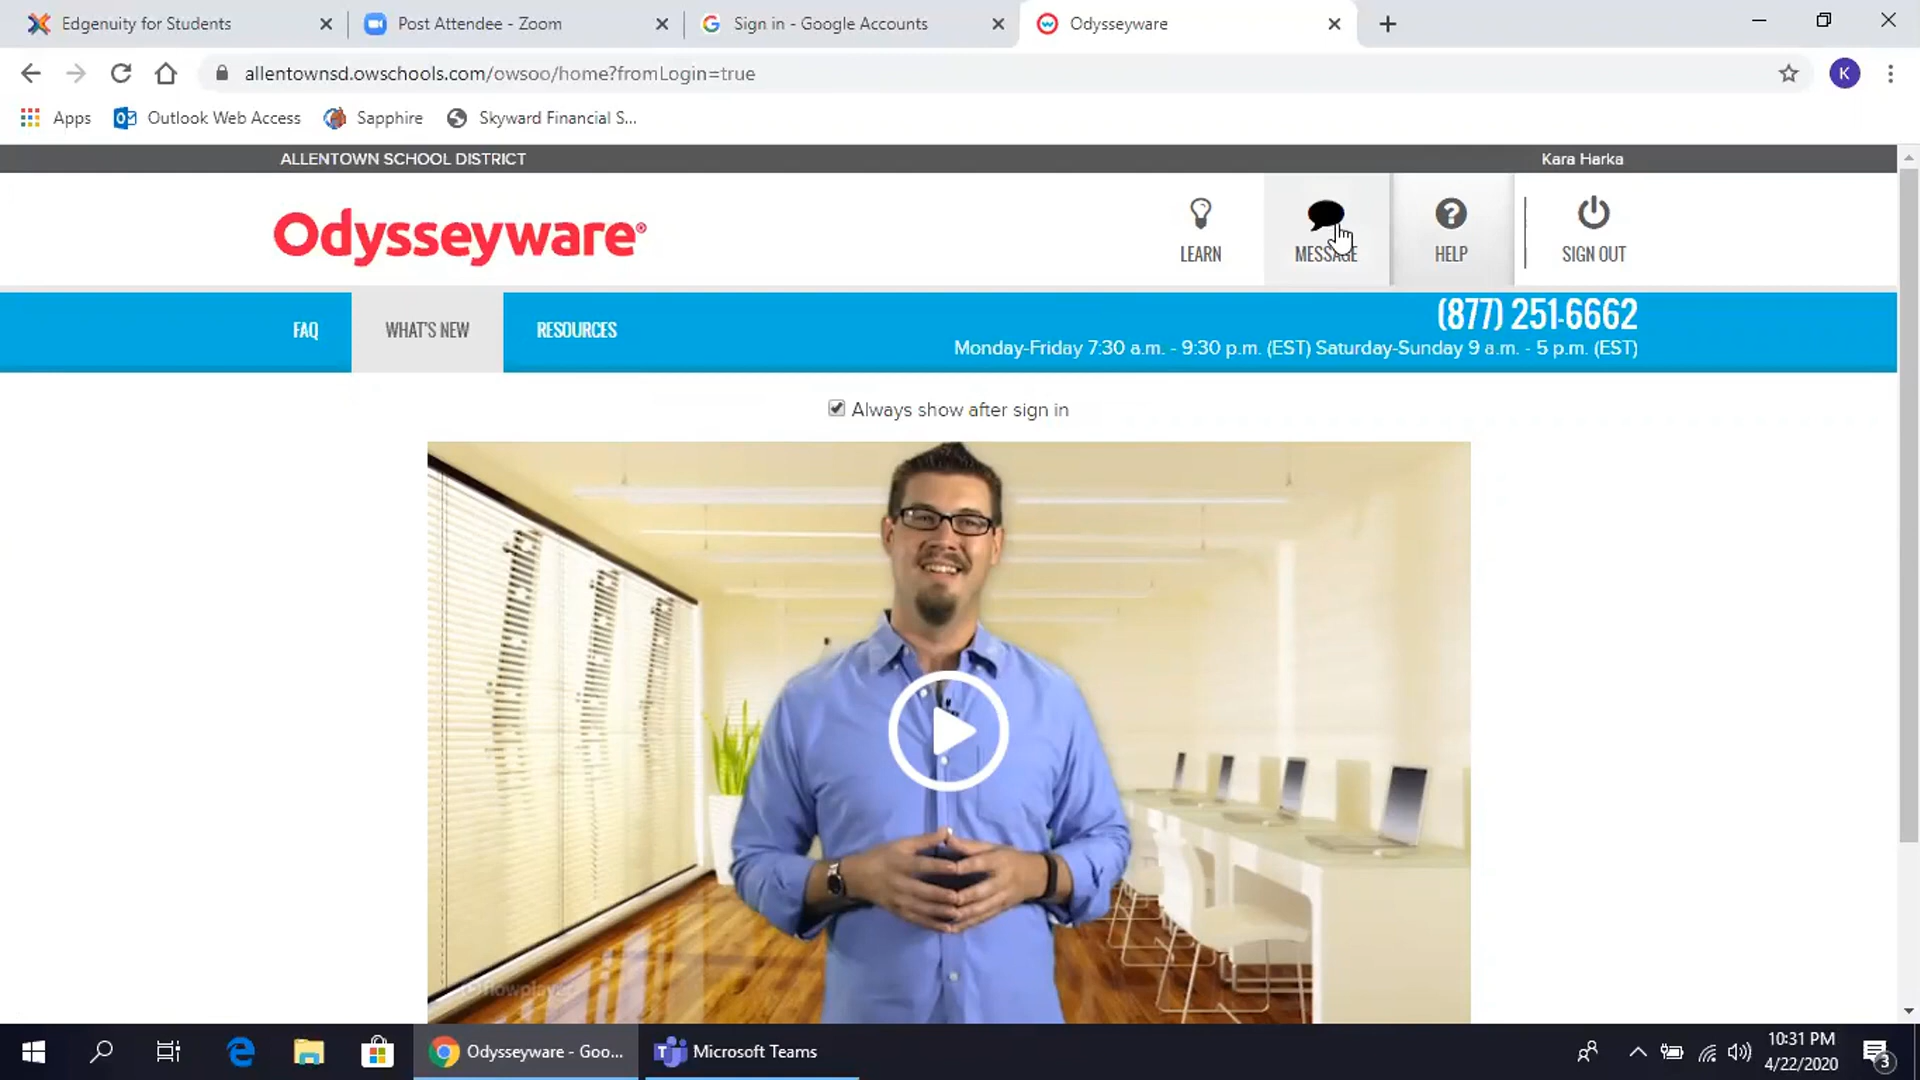 Edgenuity for Students
Post Attendee - Zoom
Sign in - Google Accounts
Odysseyware
allentownsd.owschools.com/owsoo/home?fromLogin=true
K
Apps
Outlook Web Access
Sapphire
Skyward Financial S...
ALLENTOWN SCHOOL DISTRICT
Kara Harka
Odysseyware®
LEARN
MESSAGE
HELP
SIGN OUT
FAQ
WHAT'S NEW
RESOURCES
(877) 251-6662
Monday-Friday 7:30 a.m. - 9:30 p.m. (EST) Saturday-Sunday 9 a.m. - 5 p.m. (EST)
Always show after sign in
flowplayer
Odysseyware - Goo...
Microsoft Teams
10:31 PM
4/22/2020
3